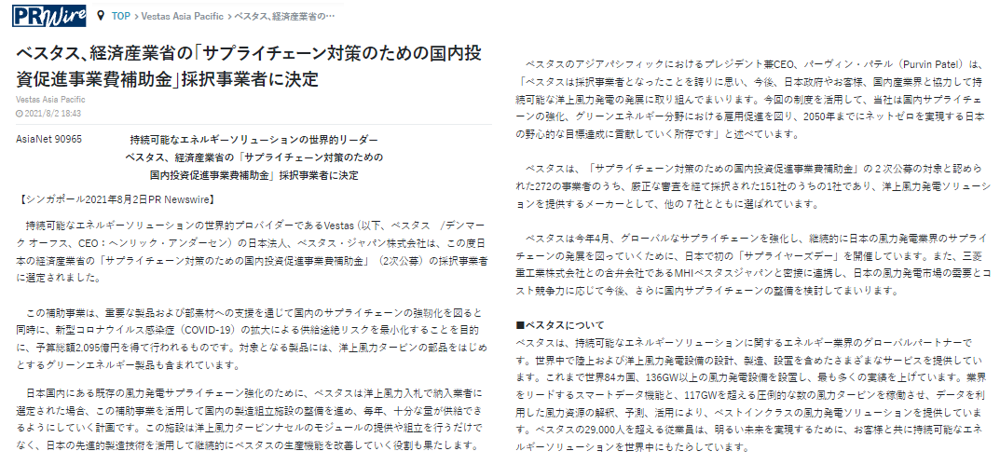 PRWire
TOP > Vestas Asia Pacific > ベスタス、経済産業省の…
ベスタス、経済産業省の「サプライチェーン対策のための国内投
資促進事業費補助金」採択事業者に決定
Vestas Asia Pacific
2021/8/2 18:43
AsiaNet 90965
持続可能なエネルギーソリューションの世界的リーダー
ベスタス、経済産業省の「サプライチェーン対策のための
国内投資促進事業費補助金」採択事業者に決定
【シンガポール2021年8月2日PR Newswire】
持続可能なエネルギーソリューションの世界的プロバイダーであるVestas (以下、ベスタス　/デンマー
ク オーフス、CEO：ヘンリック・アンダーセン）の日本法人、ベスタス・ジャパン株式会社は、この度日
本の経済産業省の「サプライチェーン対策のための国内投資促進事業費補助金」（2次公募）の採択事業者
に選定されました。
この補助事業は、重要な製品および部素材への支援を通じて国内のサプライチェーンの強靭化を図ると
同時に、新型コロナウイルス感染症（COVID-19）の拡大による供給途絶リスクを最小化することを目的
に、予算総額2,095億円を得て行われるものです。対象となる製品には、洋上風力タービンの部品をはじめ
とするグリーンエネルギー製品も含まれています。
日本国内にある既存の風力発電サプライチェーン強化のために、ベスタスは洋上風力入札で納入業者に
選定された場合、この補助事業を活用して国内の製造組立施設の整備を進め、毎年、十分な量が供給でき
るようにしていく計画です。この施設は洋上風力タービンナセルのモジュールの提供や組立を行うだけで
なく、日本の先進的製造技術を活用して継続的にベスタスの生産機能を改善していく役割も果たします。
ベスタスのアジアパシフィックにおけるプレジデント兼CEO、パーヴィン・パテル（Purvin Patel）は、
「ベスタスは採択事業者となったことを誇りに思い、今後、日本政府やお客様、国内産業界と協力して持
続可能な洋上風力発電の発展に取り組んでまいります。今回の制度を活用して、当社は国内サプライチェ
ーンの強化、グリーンエネルギー分野における雇用促進を図り、2050年までにネットゼロを実現する日本
の野心的な目標達成に貢献していく所存です」と述べています。
ベスタスは、「サプライチェーン対策のための国内投資促進事業費補助金」の２次公募の対象と認めら
れた272の事業者のうち、厳正な審査を経て採択された151社のうちの1社であり、洋上風力発電ソリューシ
ョンを提供するメーカーとして、他の７社とともに選ばれています。
ベスタスは今年4月、グローバルなサプライチェーンを強化し、継続的に日本の風力発電業界のサプライ
チェーンの発展を図っていくために、日本で初の「サプライヤーズデー」を開催しています。また、三菱
重工業株式会社との合弁会社であるMHIベスタスジャパンと密接に連携し、日本の風力発電市場の需要とコ
スト競争力に応じて今後、さらに国内サプライチェーンの整備を検討してまいります。
■ベスタスについて
ベスタスは、持続可能なエネルギーソリューションに関するエネルギー業界のグローバルパートナーで
す。世界中で陸上および洋上風力発電設備の設計、製造、設置を含めたさまざまなサービスを提供してい
ます。これまで世界84カ国、136GW以上の風力発電設備を設置し、最も多くの実績を上げています。業界
をリードするスマートデータ機能と、117GWを超える圧倒的な数の風力タービンを稼働させ、データを利
用した風力資源の解釈、予測、活用により、ベストインクラスの風力発電ソリューションを提供していま
す。ベスタスの29,000人を超える従業員は、明るい未来を実現するために、お客様と共に持続可能なエネ
ルギーソリューションを世界中にもたらしています。